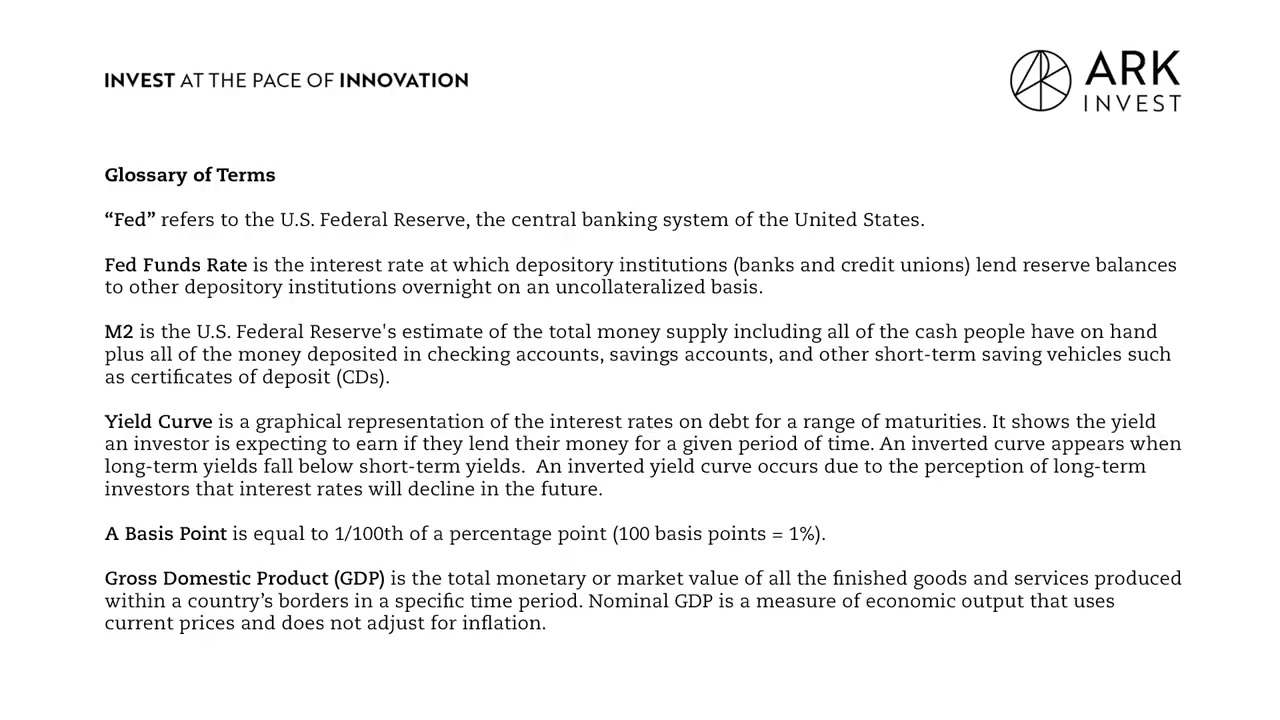 INVEST AT THE PACE OF INNOVATION
ARK
INVEST
Glossary of Terms
“Fed” refers to the U.S. Federal Reserve, the central banking system of the United States.
Fed Funds Rate is the interest rate at which depository institutions (banks and credit unions) lend reserve balances
to other depository institutions overnight on an uncollateralized basis.
M2 is the U.S. Federal Reserve's estimate of the total money supply including all of the cash people have on hand
plus all of the money deposited in checking accounts, savings accounts, and other short-term saving vehicles such
as certificates of deposit (CDs).
Yield Curve is a graphical representation of the interest rates on debt for a range of maturities. It shows the yield
an investor is expecting to earn if they lend their money for a given period of time. An inverted curve appears when
long-term yields fall below short-term yields.  An inverted yield curve occurs due to the perception of long-term
investors that interest rates will decline in the future.
A Basis Point is equal to 1/100th of a percentage point (100 basis points = 1%).
Gross Domestic Product (GDP) is the total monetary or market value of all the finished goods and services produced
within a country’s borders in a specific time period. Nominal GDP is a measure of economic output that uses
current prices and does not adjust for inflation.